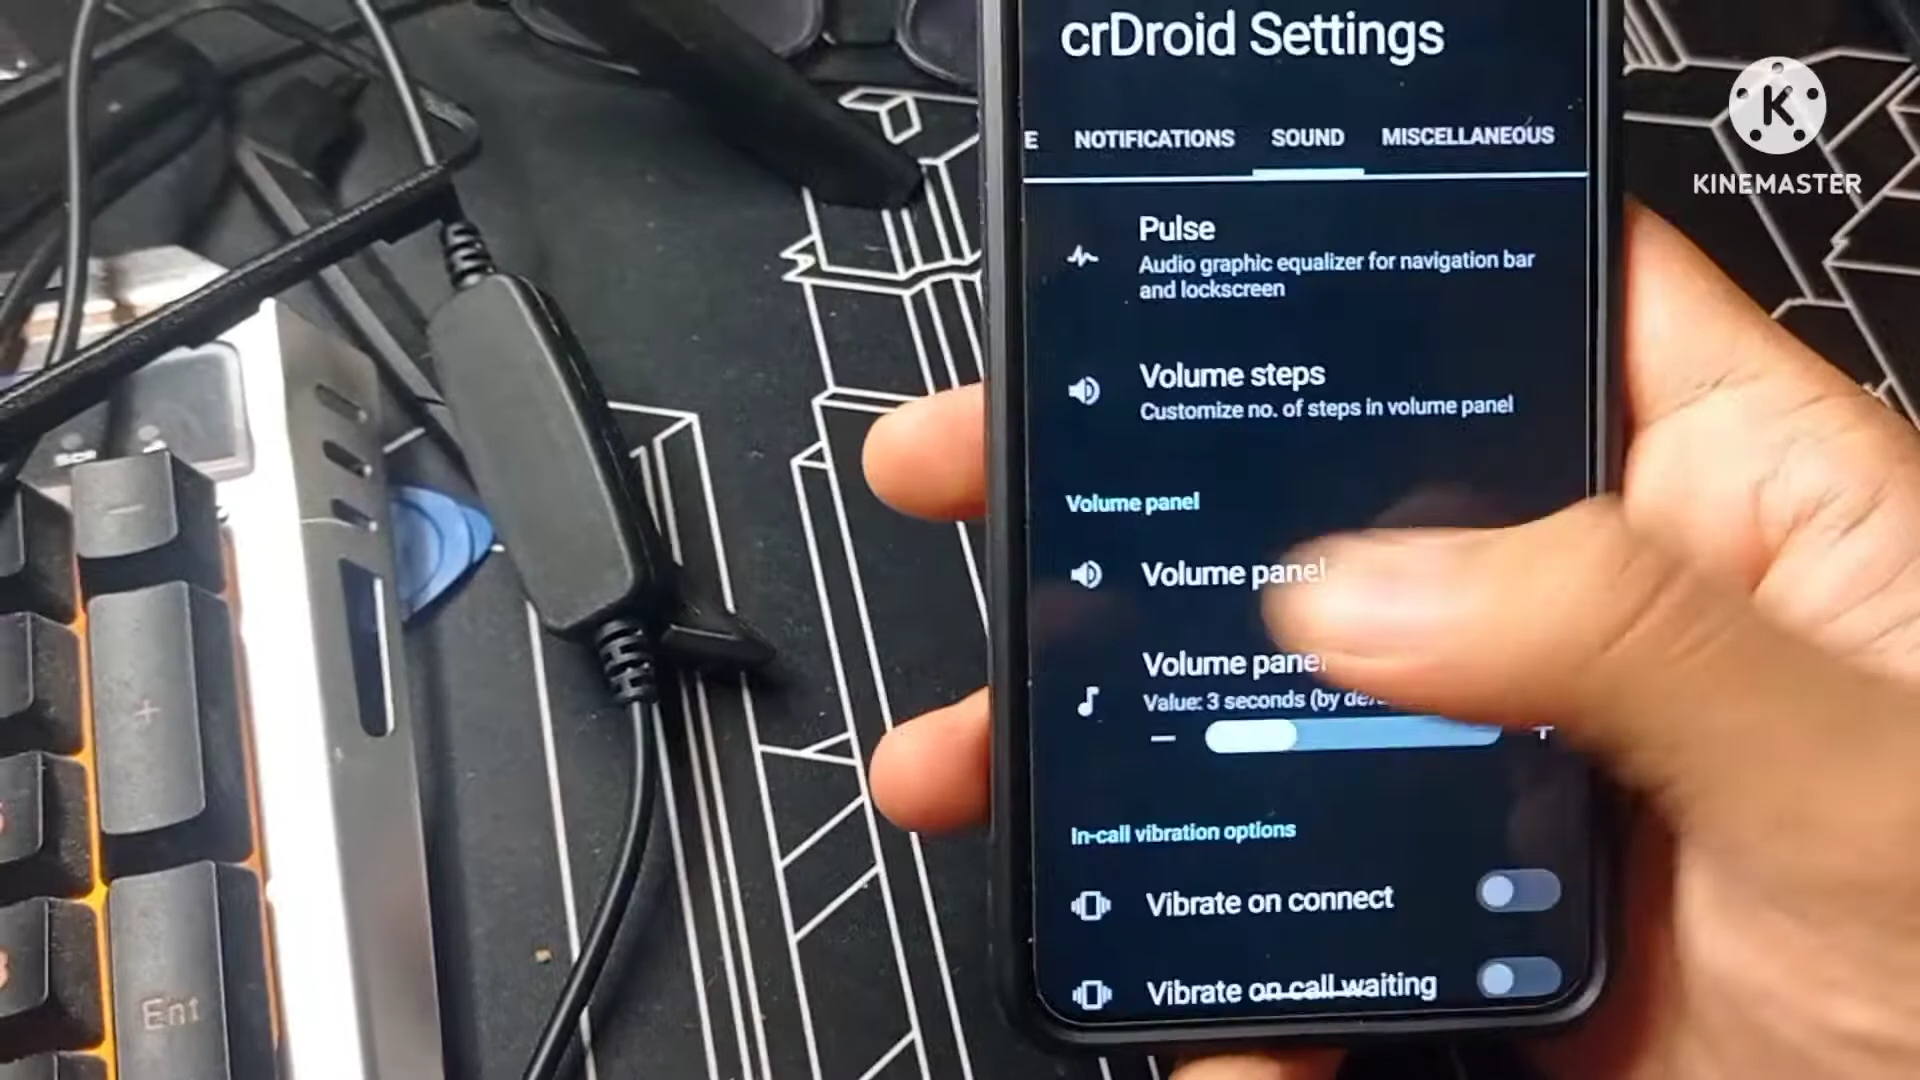 crDroid Settings
E NOTIFICATIONS SOUND MISCELLANEOUS
K
KINEMASTER
Pulse
Audio graphic equalizer for navigation bar
and lockscreen
Volume steps
Customize no. of steps in volume panel
Volume panel
Volume panel
Volume panel
Value: 3 seconds (by
In-call vibration options
Vibrate on connect
Vibrate on call waiting
+
Ent